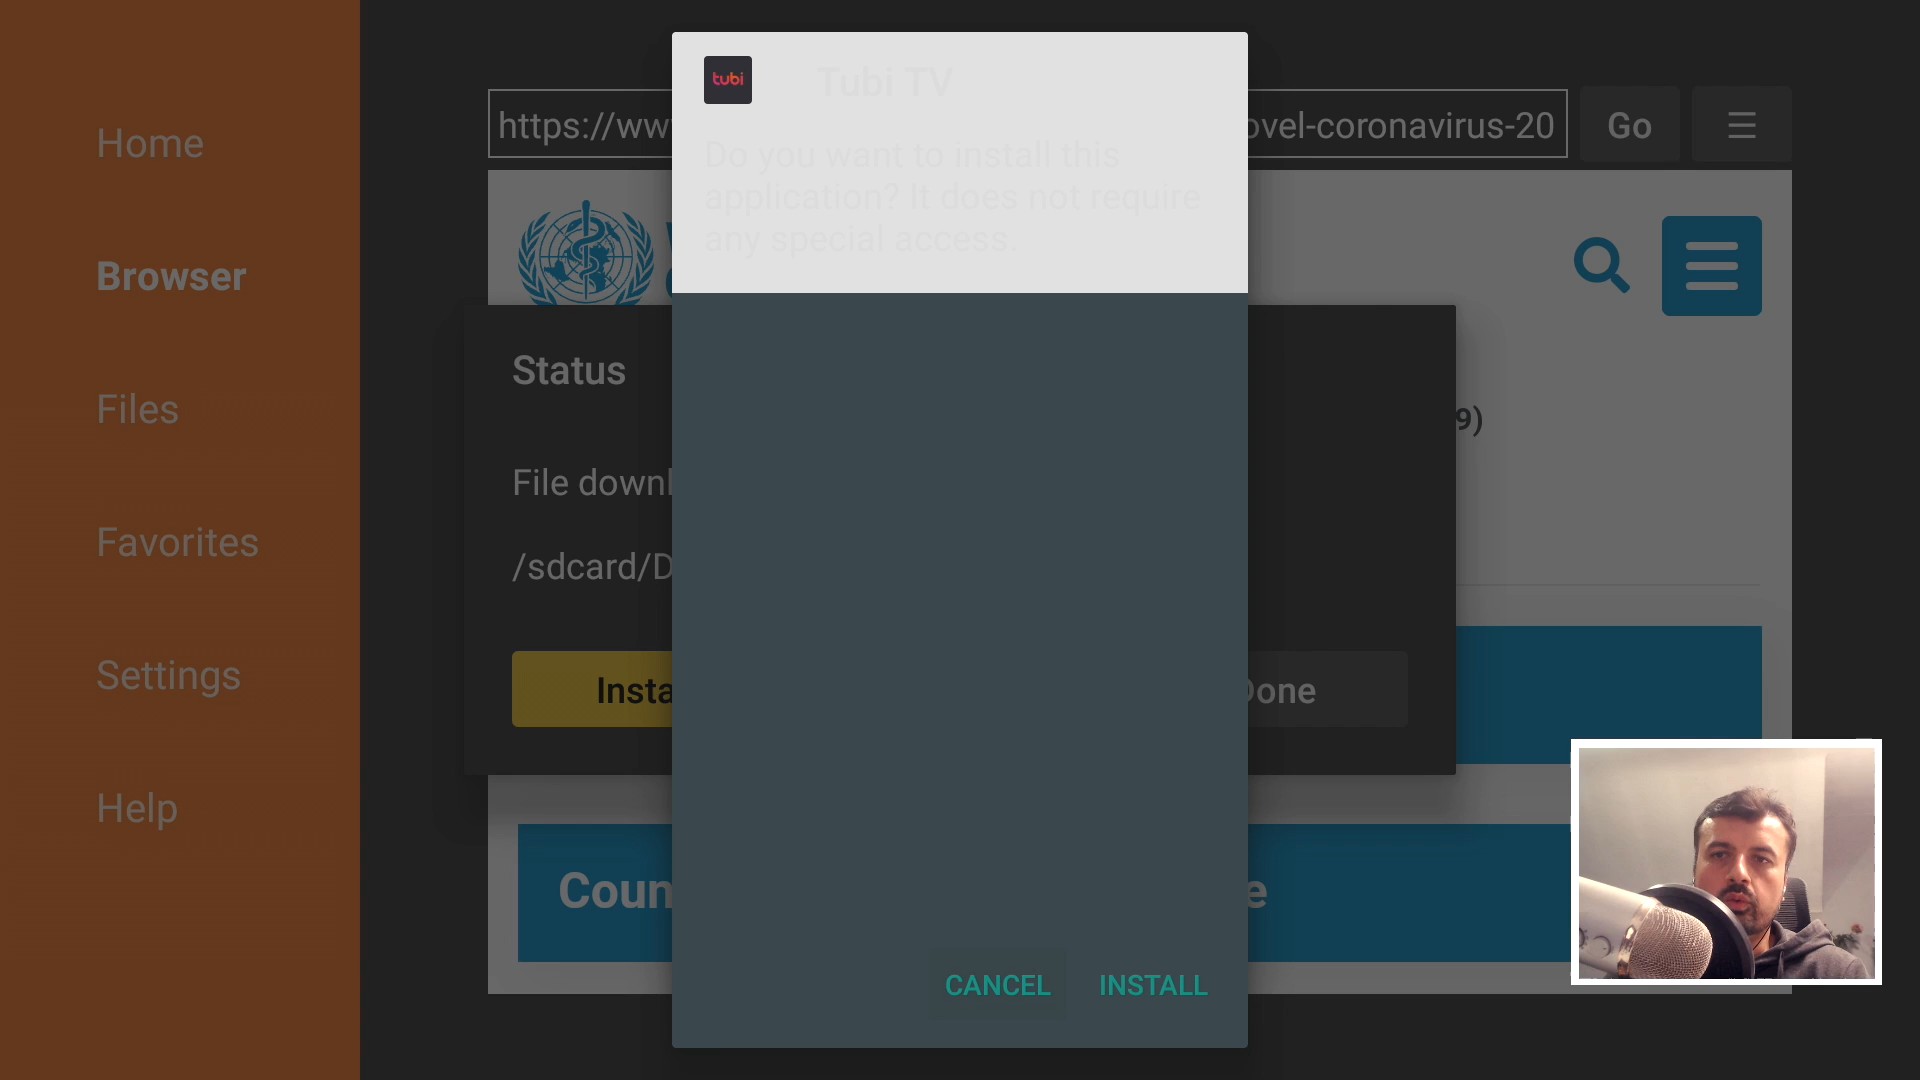 Home
Browser
Files
Favorites
Settings
Help
https://ww
ovel-coronavirus-20
Go
tubi
Tubi TV
Do you want to install this
application? It does not require
any special access.
9)
Status
File downl
/sdcard/D
Insta
Done
Coun
e
CANCEL
INSTALL